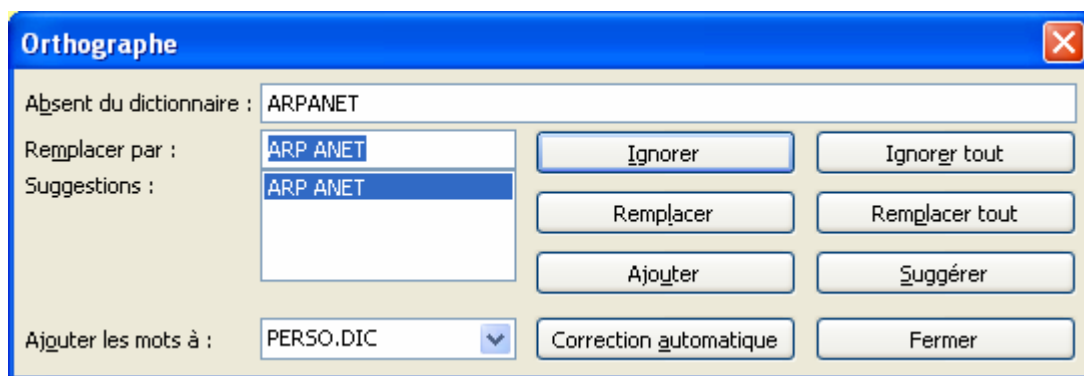 Orthographe
Absent du dictionnaire : ARPANET
Remplacer par : ARP ANET Ignorer Ignorer tout
Suggestions : ARP ANET
Remplacer Remplacer tout
Ajouter Suggérer
Ajouter les mots à : PERSO.DIC Correction automatique Fermer